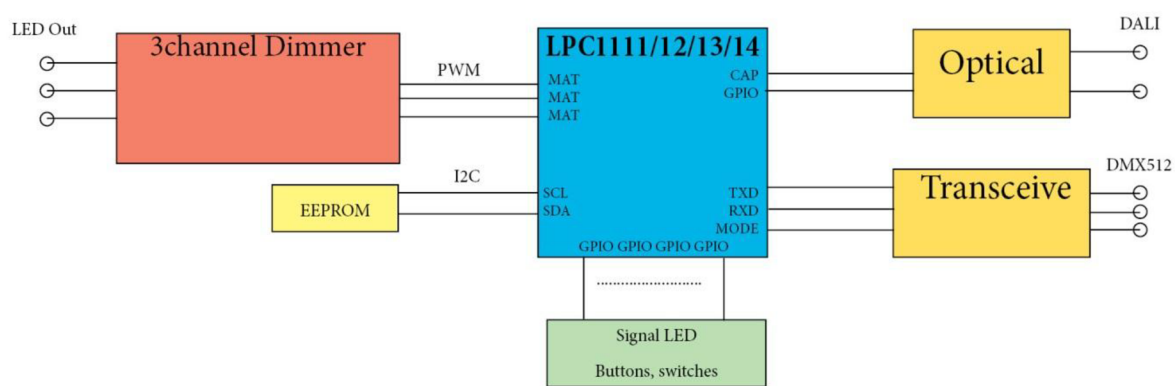 LED Out
3channel Dimmer
PWM
LPC1111/12/13/14
MAT
MAT
MAT
CAP
GPIO
Optical
DALI
I2C
EEPROM
SCL
SDA
TXD
RXD
MODE
GPIO GPIO GPIO GPIO
Transceive
DMX512
Signal LED
Buttons, switches